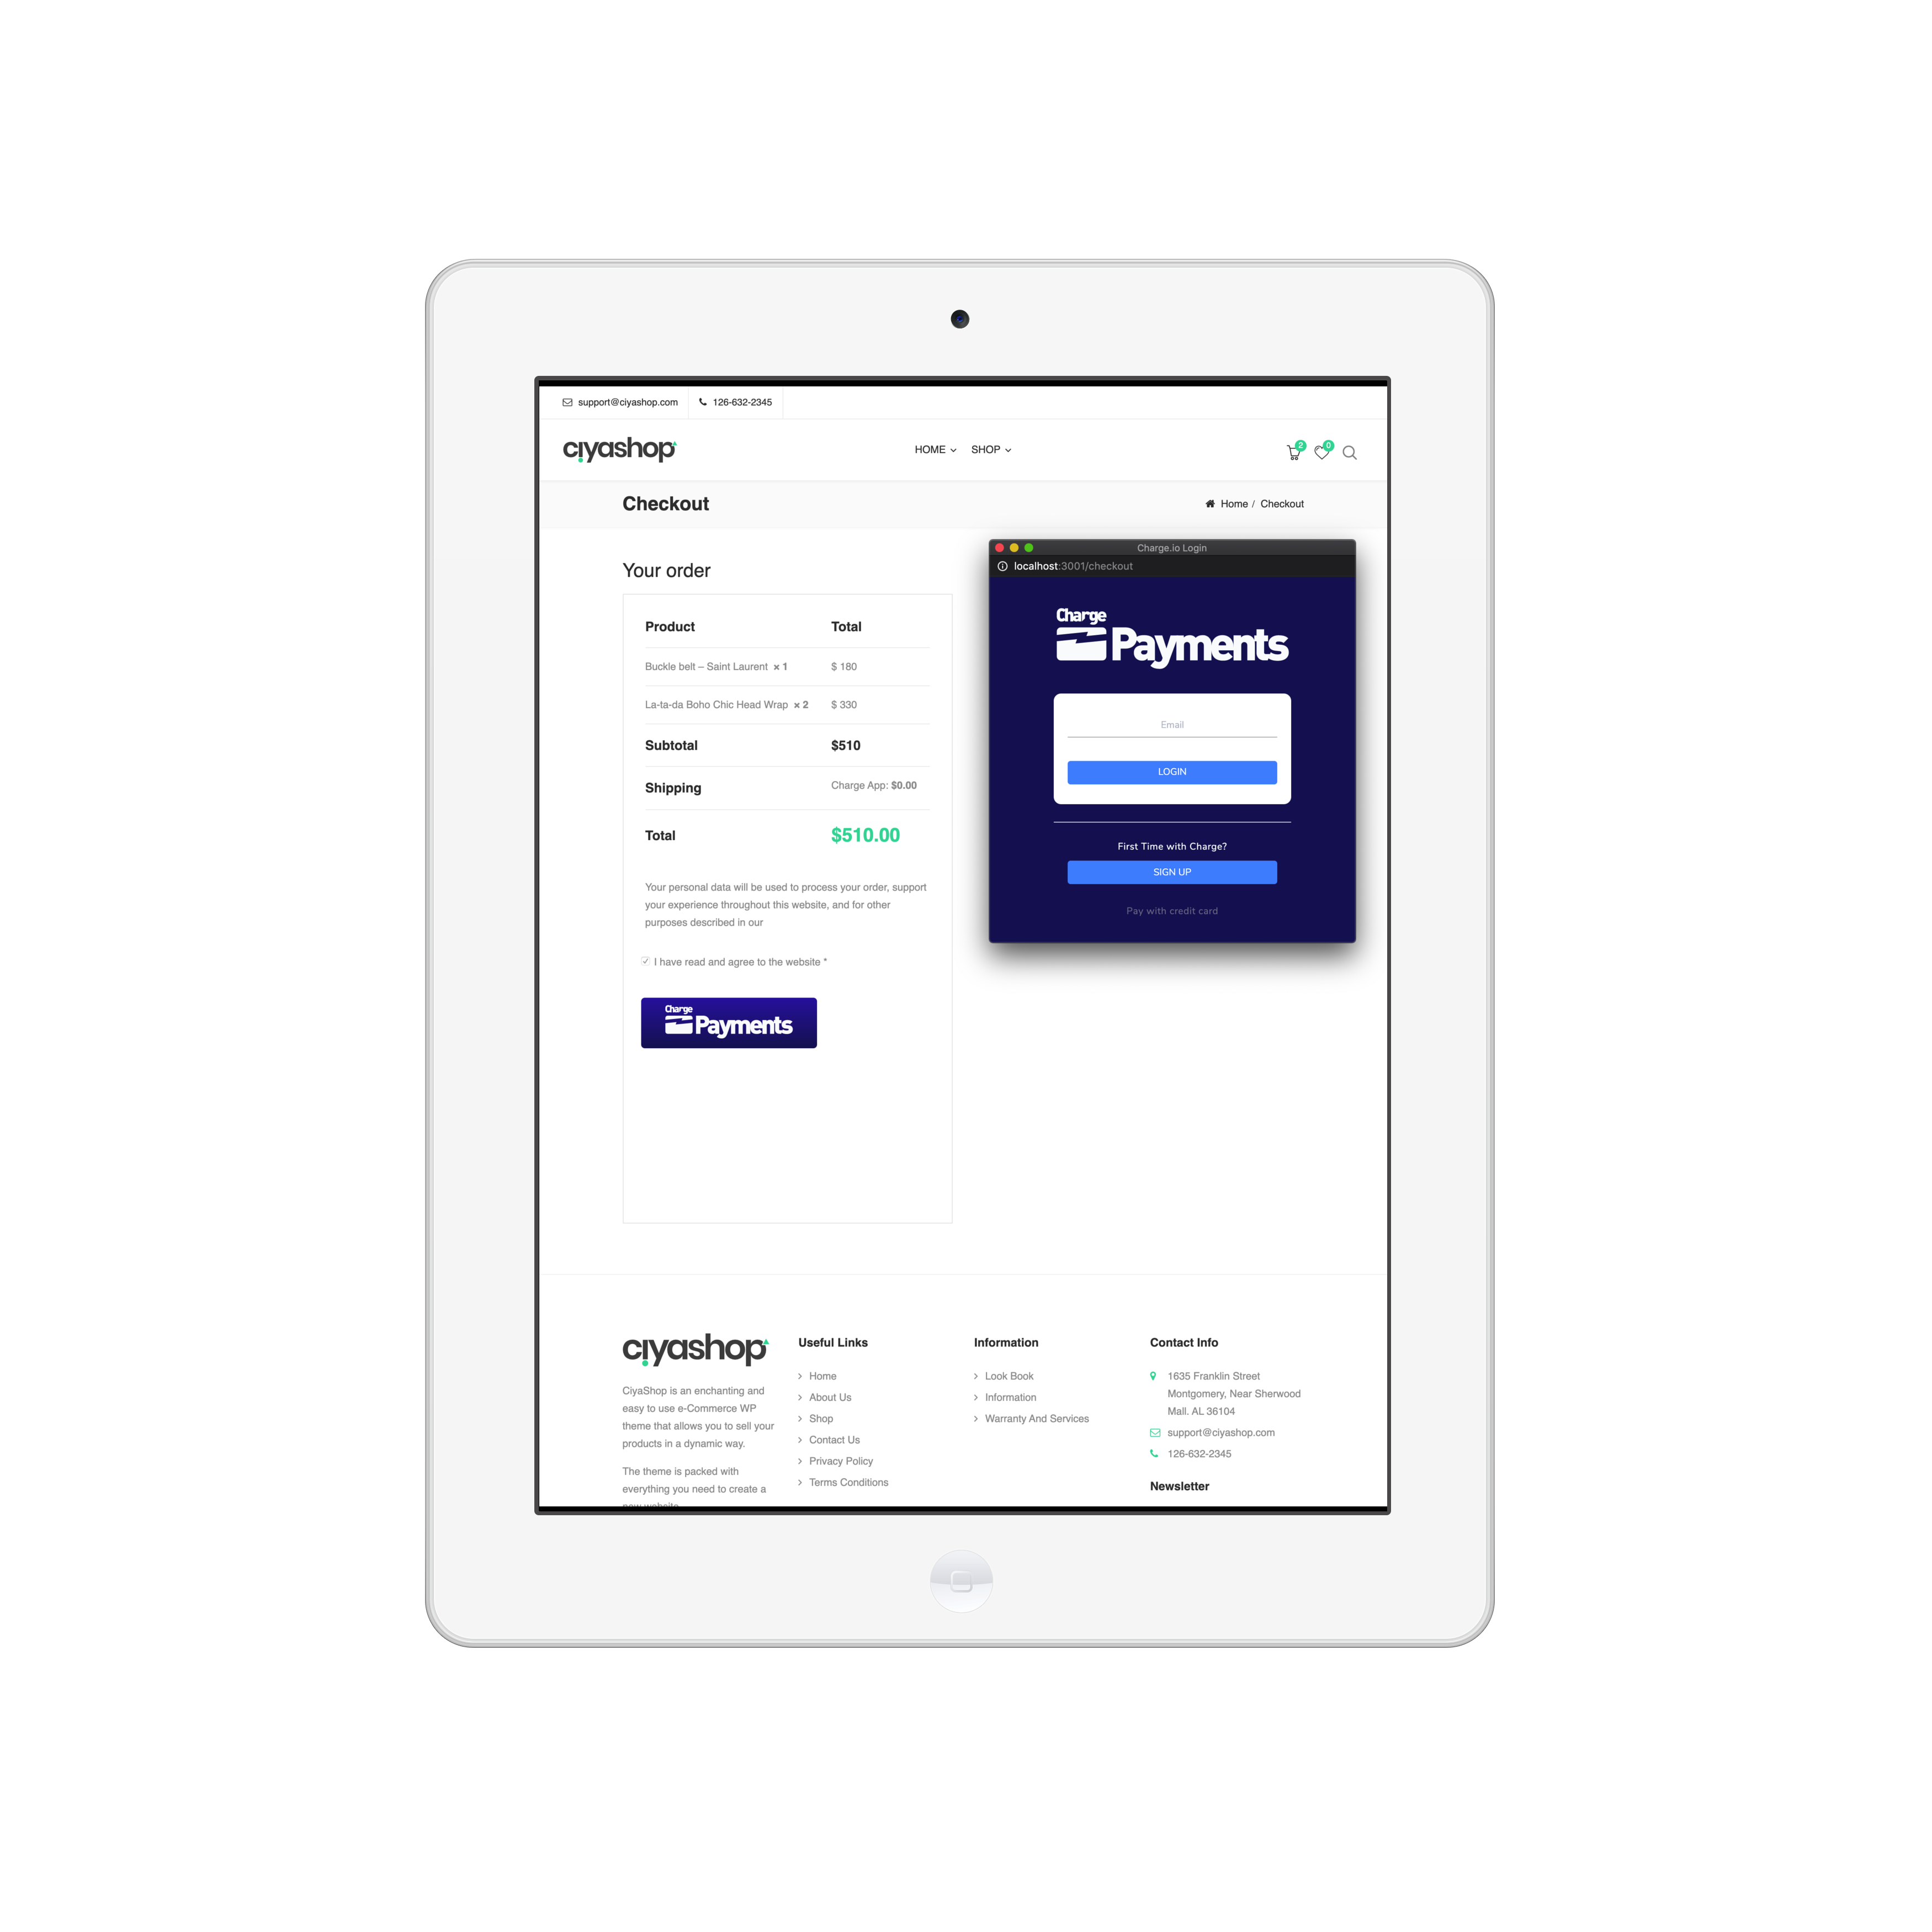 support@ciyashop.com 126-632-2345
ciyashop HOME SHOP 2 0
Checkout Home / Checkout
Your order
Product Total
Buckle belt – Saint Laurent × 1 $ 180
La-ta-da Boho Chic Head Wrap × 2 $ 330
Subtotal $510
Shipping Charge App: $0.00
Total $510.00
Your personal data will be used to process your order, support
your experience throughout this website, and for other
purposes described in our
I have read and agree to the website *
Charge
Payments
Charge.io Login
localhost:3001/checkout
Charge
Payments
Email
LOGIN
First Time with Charge?
SIGN UP
Pay with credit card
ciyashop
CiyaShop is an enchanting and
easy to use e-Commerce WP
theme that allows you to sell your
products in a dynamic way.
The theme is packed with
everything you need to create a
new website
Useful Links
Home
About Us
Shop
Contact Us
Privacy Policy
Terms Conditions
Information
Look Book
Information
Warranty And Services
Contact Info
1635 Franklin Street
Montgomery, Near Sherwood
Mall. AL 36104
support@ciyashop.com
126-632-2345
Newsletter